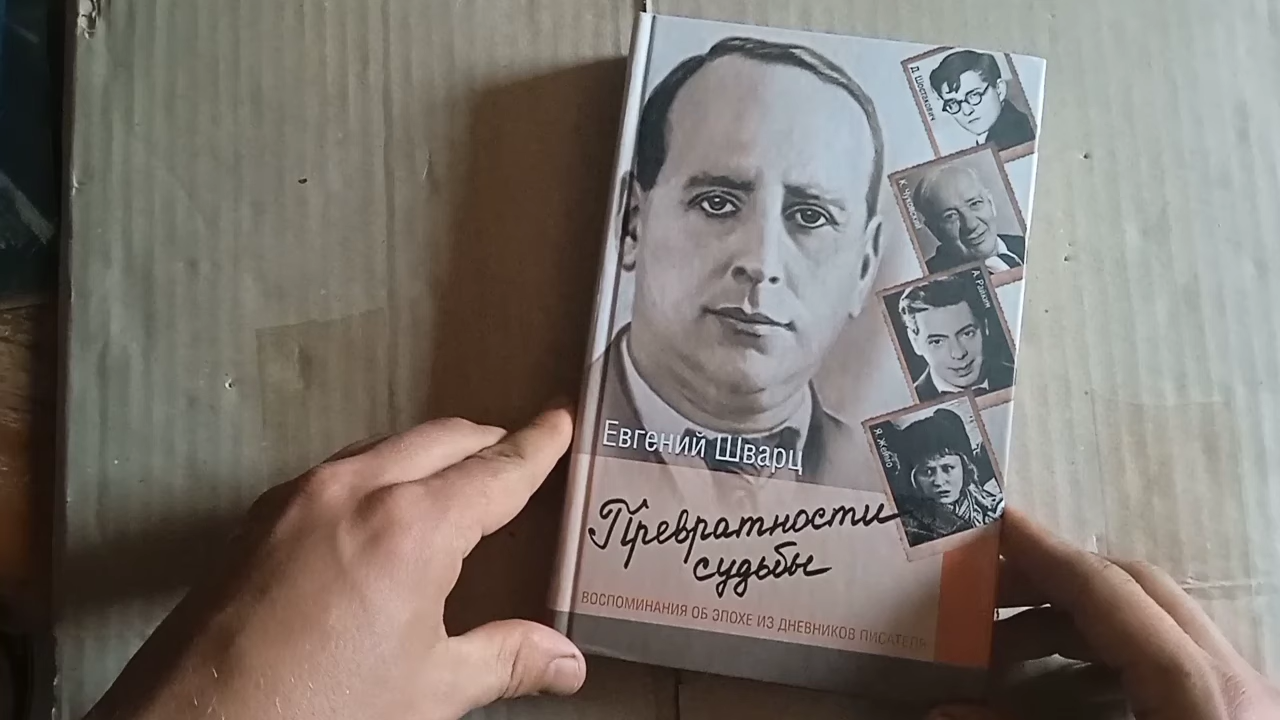 Д. Шостакович
К. Чуковский
А. Райкин
Я. Жеймо
Евгений Шварц
Превратности
судьбы
ВОСПОМИНАНИЯ ОБ ЭПОХЕ ИЗ ДНЕВНИКОВ ПИСАТЕЛЯ